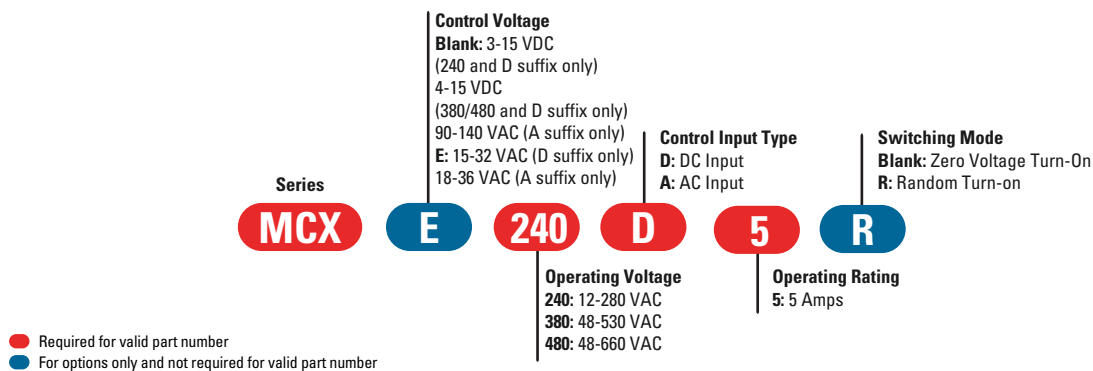 Control Voltage
Blank: 3-15 VDC
(240 and D suffix only)
4-15 VDC
(380/480 and D suffix only)
90-140 VAC (A suffix only)
E: 15-32 VAC (D suffix only)
18-36 VAC (A suffix only)
Control Input Type
D: DC Input
A: AC Input
Switching Mode
Blank: Zero Voltage Turn-On
R: Random Turn-on
Series
MCX E 240 D 5 R
Operating Voltage
240: 12-280 VAC
380: 48-530 VAC
480: 48-660 VAC
Operating Rating
5: 5 Amps
Required for valid part number
For options only and not required for valid part number